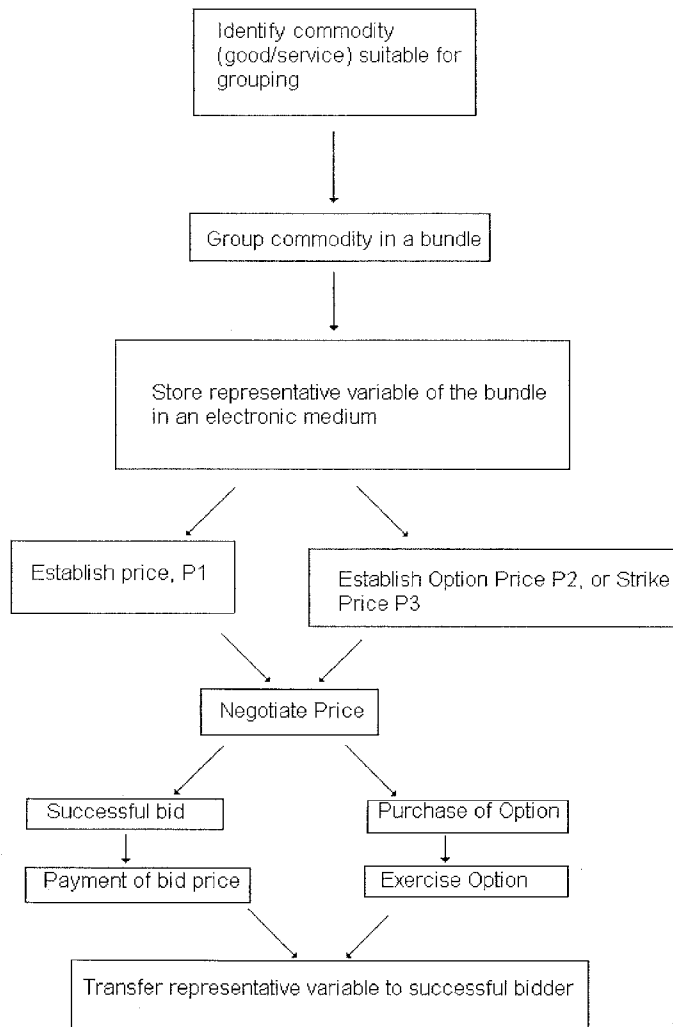 Identify commodity
(good/service) suitable for
grouping
Group commodity in a bundle
Store representative variable of the bundle
in an electronic medium
Establish price, P1
Establish Option Price P2, or Strike
Price P3
Negotiate Price
Successful bid
Purchase of Option
Payment of bid price
Exercise Option
Transfer representative variable to successful bidder